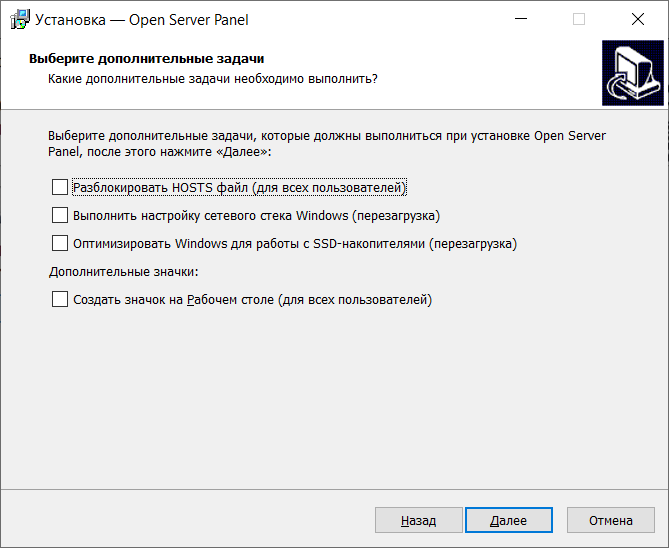 Установка — Open Server Panel
Выберите дополнительные задачи
Какие дополнительные задачи необходимо выполнить?
Выберите дополнительные задачи, которые должны выполниться при установке Open Server
Panel, после этого нажмите «Далее»:
Разблокировать HOSTS файл (для всех пользователей)
Выполнить настройку сетевого стека Windows (перезагрузка)
Оптимизировать Windows для работы с SSD-накопителями (перезагрузка)
Дополнительные значки:
Создать значок на Рабочем столе (для всех пользователей)
Назад Далее Отмена